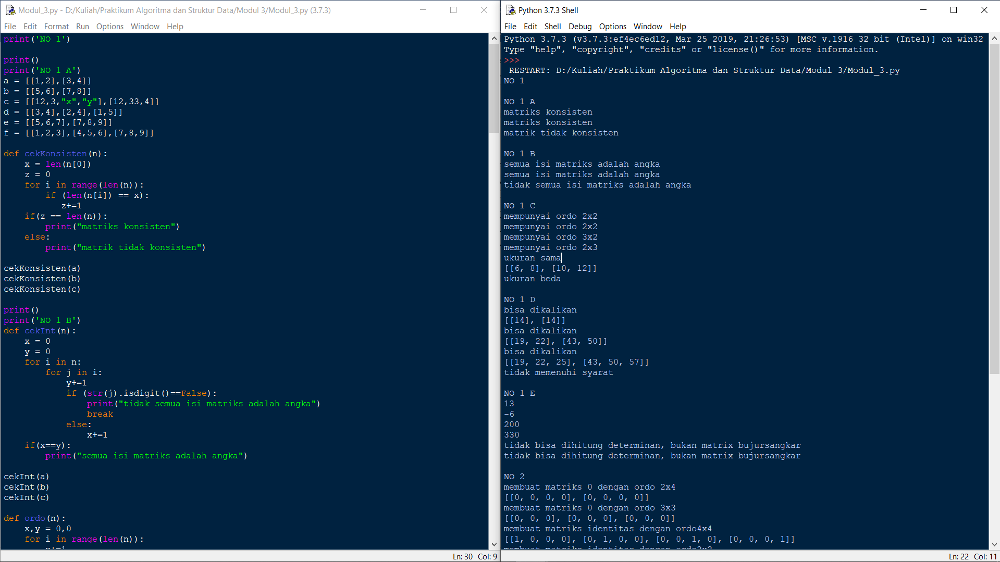 Modul_3.py - D:/Kuliah/Praktikum Algoritma dan Struktur Data/Modul 3/Modul_3.py (3.7.3)
File Edit Format Run Options Window Help
print('NO 1')

print()
print('NO 1 A')
a = [[1,2],[3,4]]
b = [[5,6],[7,8]]
c = [[12,3,"x","y"],[12,33,4]]
d = [[3,4],[2,4],[1,5]]
e = [[5,6,7],[7,8,9]]
f = [[1,2,3],[4,5,6],[7,8,9]]

def cekKonsisten(n):
    x = len(n[0])
    z = 0
    for i in range(len(n)):
        if (len(n[i]) == x):
           z+=1
    if(z == len(n)):
        print("matriks konsisten")
    else:
        print("matrik tidak konsisten")

cekKonsisten(a)
cekKonsisten(b)
cekKonsisten(c)

print()
print('NO 1 B')
def cekInt(n):
    x = 0
    y = 0
    for i in n:
        for j in i:
            y+=1
            if (str(j).isdigit()==False):
                print("tidak semua isi matriks adalah angka")
                break
            else:
                x+=1
    if(x==y):
        print("semua isi matriks adalah angka")

cekInt(a)
cekInt(b)
cekInt(c)

def ordo(n):
    x,y = 0,0
    for i in range(len(n)):
Ln: 30 Col: 9
Python 3.7.3 Shell
File Edit Shell Debug Options Window Help
Python 3.7.3 (v3.7.3:ef4ec6ed12, Mar 25 2019, 21:26:53) [MSC v.1916 32 bit (Intel)] on win32
Type "help", "copyright", "credits" or "license()" for more information.
>>>
 RESTART: D:/Kuliah/Praktikum Algoritma dan Struktur Data/Modul 3/Modul_3.py
NO 1

NO 1 A
matriks konsisten
matriks konsisten
matrik tidak konsisten

NO 1 B
semua isi matriks adalah angka
semua isi matriks adalah angka
tidak semua isi matriks adalah angka

NO 1 C
mempunyai ordo 2x2
mempunyai ordo 2x2
mempunyai ordo 3x2
mempunyai ordo 2x3
ukuran sama
[[6, 8], [10, 12]]
ukuran beda

NO 1 D
bisa dikalikan
[[14], [14]]
bisa dikalikan
[[19, 22], [43, 50]]
bisa dikalikan
[[19, 22, 25], [43, 50, 57]]
tidak memenuhi syarat

NO 1 E
13
-6
200
330
tidak bisa dihitung determinan, bukan matrix bujursangkar
tidak bisa dihitung determinan, bukan matrix bujursangkar

NO 2
membuat matriks 0 dengan ordo 2x4
[[0, 0, 0, 0], [0, 0, 0, 0]]
membuat matriks 0 dengan ordo 3x3
[[0, 0, 0], [0, 0, 0], [0, 0, 0]]
membuat matriks identitas dengan ordo4x4
[[1, 0, 0, 0], [0, 1, 0, 0], [0, 0, 1, 0], [0, 0, 0, 1]]
membuat matriks identitas dengan
Ln: 22 Col: 11